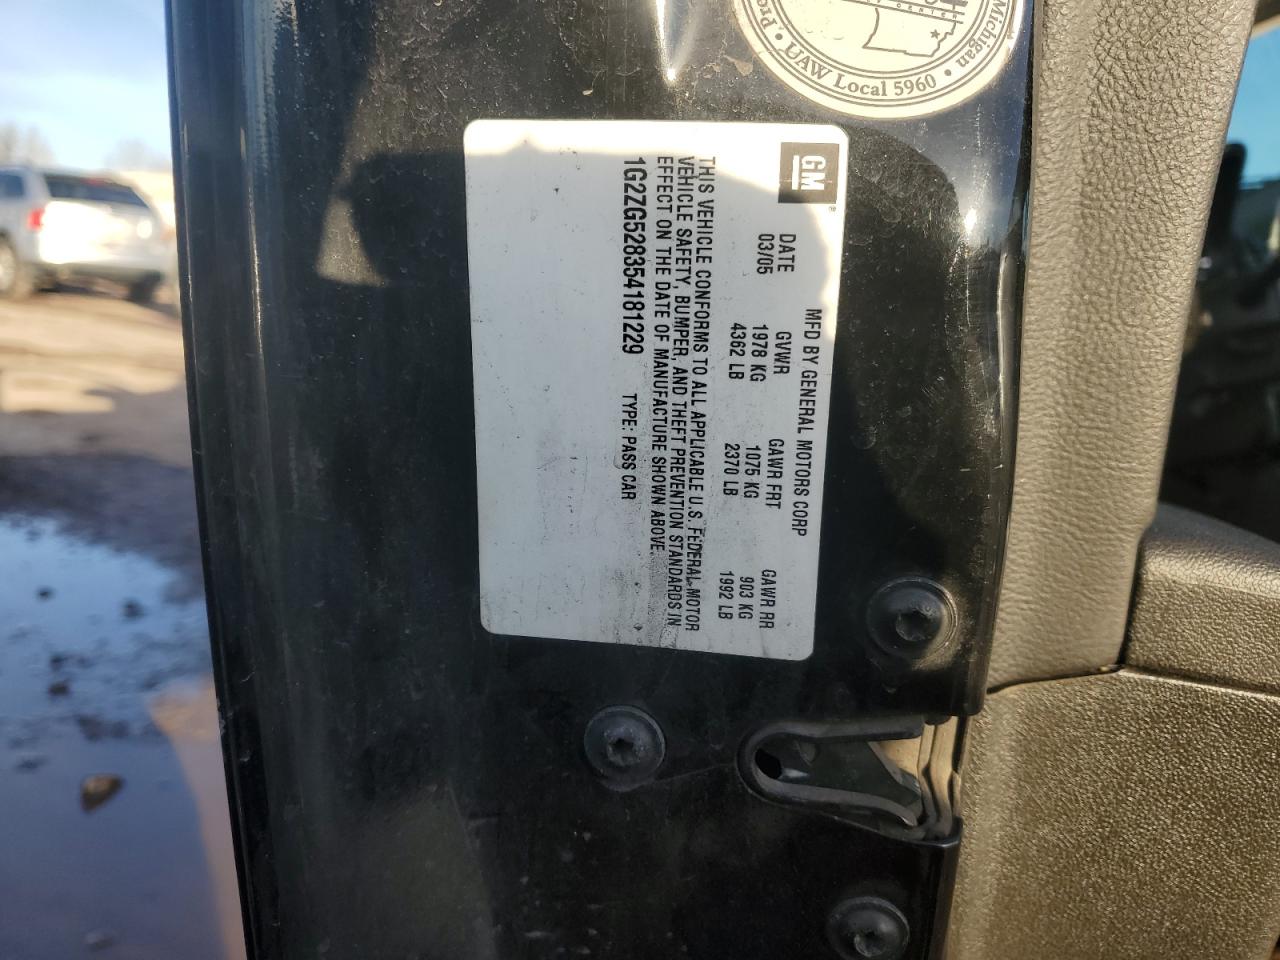 Michigan
CENTER
UAW Local 5960
GM
MFD BY GENERAL MOTORS CORP
DATE GVWR GAWR FRT GAWR RR
03/05 1978 KG 1075 KG 903 KG
4362 LB 2370 LB 1992 LB
THIS VEHICLE CONFORMS TO ALL APPLICABLE U.S. FEDERAL MOTOR
VEHICLE SAFETY, BUMPER, AND THEFT PREVENTION STANDARDS IN
EFFECT ON THE DATE OF MANUFACTURE SHOWN ABOVE.
1G2ZG528354181229 TYPE: PASS CAR